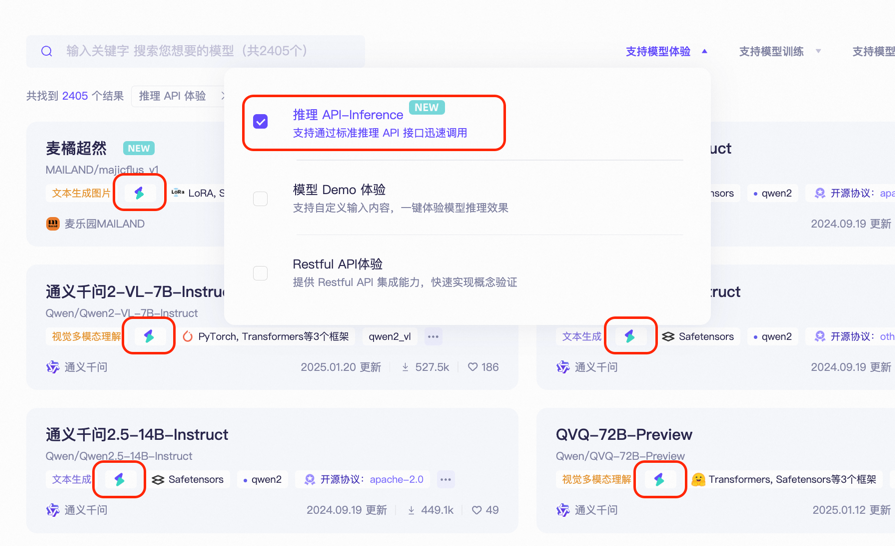 输入关键字 搜索您想要的模型（共2405个）
支持模型体验
支持模型训练
支持模型
共找到 2405 个结果
推理 API 体验
推理 API-Inference NEW
支持通过标准推理 API 接口迅速调用
模型 Demo 体验
支持自定义输入内容，一键体验模型推理效果
Restful API体验
提供 Restful API 集成能力，快速实现概念验证
麦橘超然 NEW
MAILAND/majicflus_v1
文本生成图片
LoRA, S
麦乐园MAILAND
uct
nsors
qwen2
开源协议：apa
2024.09.19 更新
通义千问2-VL-7B-Instruc
Qwen/Qwen2-VL-7B-Instruct
视觉多模态理解
PyTorch, Transformers等3个框架
qwen2_vl
...
通义千问
2025.01.20 更新
527.5k
186
truct
文本生成
Safetensors
qwen2
开源协议：oth
通义千问
2024.09.19 更新
通义千问2.5-14B-Instruct
Qwen/Qwen2.5-14B-Instruct
文本生成
Safetensors
qwen2
开源协议：apache-2.0
...
通义千问
2024.09.19 更新
449.1k
49
QVQ-72B-Preview
Qwen/QVQ-72B-Preview
视觉多模态理解
Transformers, Safetensors等3个框架
通义千问
2025.01.12 更新